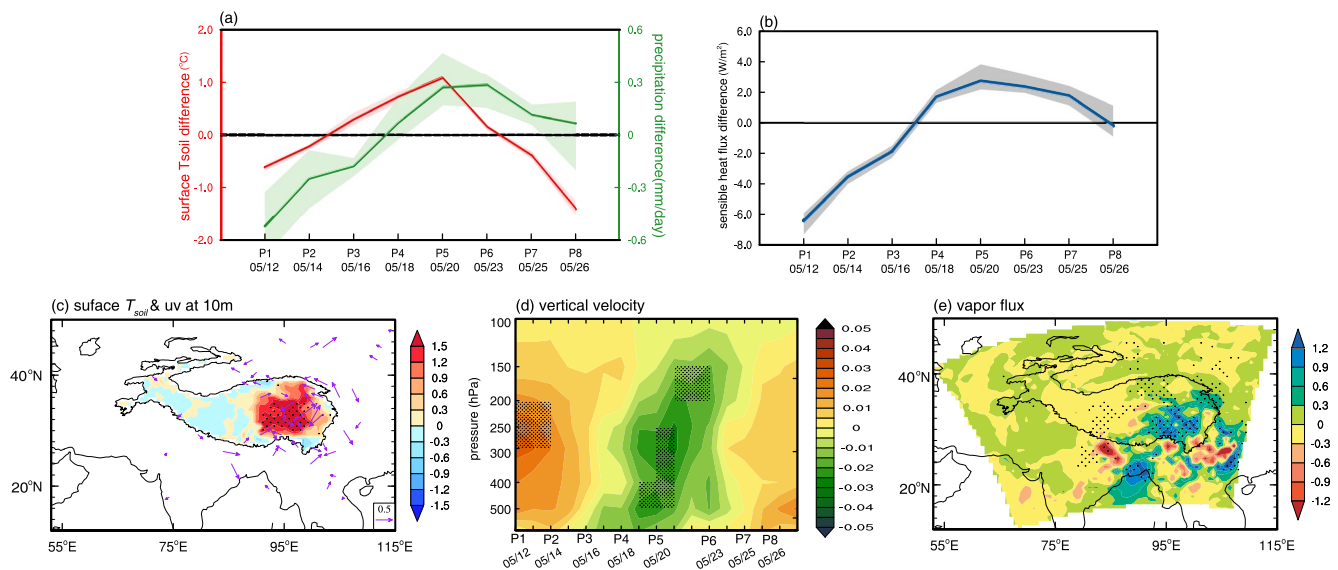 (a)
2.0
1.0
0.0
-1.0
-2.0
surface Tsoil difference (°C)
0.6
0.3
0
-0.3
-0.6
precipitation difference(mm/day)
P1 P2 P3 P4 P5 P6 P7 P8
05/12 05/14 05/16 05/18 05/20 05/23 05/25 05/26
(b)
6.0
4.0
2.0
0.0
-2.0
-4.0
-6.0
-8.0
sensible heat flux difference (W/m²)
P1 P2 P3 P4 P5 P6 P7 P8
05/12 05/14 05/16 05/18 05/20 05/23 05/25 05/26
(c) suface Tsoil & uv at 10m
40°N
20°N
55°E 75°E 95°E 115°E
0.5
1.5
1.2
0.9
0.6
0.3
0
-0.3
-0.6
-0.9
-1.2
-1.5
(d) vertical velocity
pressure (hPa)
100
150
200
250
300
400
500
P1 P2 P3 P4 P5 P6 P7 P8
05/12 05/14 05/16 05/18 05/20 05/23 05/25 05/26
0.05
0.04
0.03
0.02
0.01
0
-0.01
-0.02
-0.03
-0.04
-0.05
(e) vapor flux
40°N
20°N
55°E 75°E 95°E 115°E
1.2
0.9
0.6
0.3
0
-0.3
-0.6
-0.9
-1.2